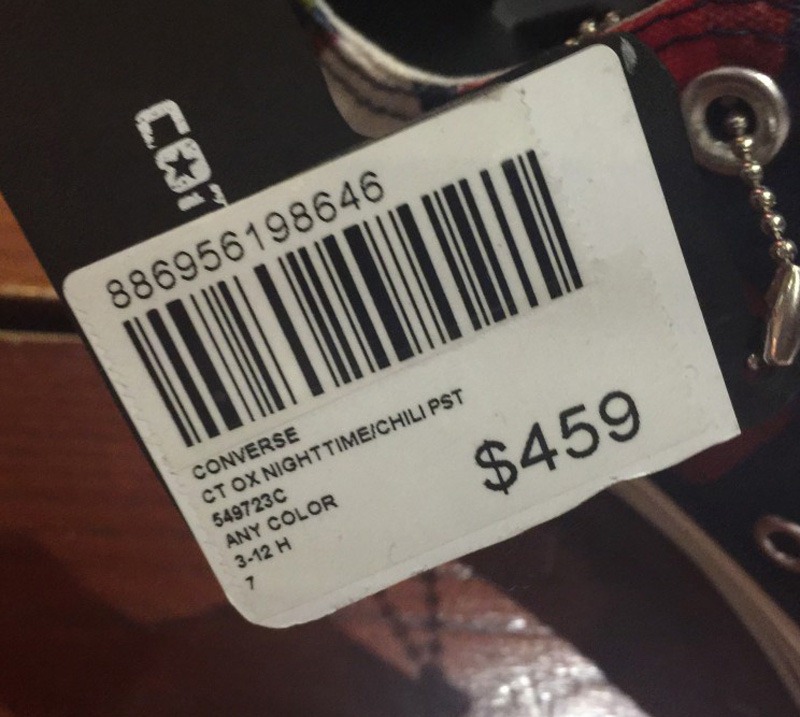 886956198646
CONVERSE
CT OX NIGHTTIME/CHILI PST
549723C
ANY COLOR
3-12 H
7
$459